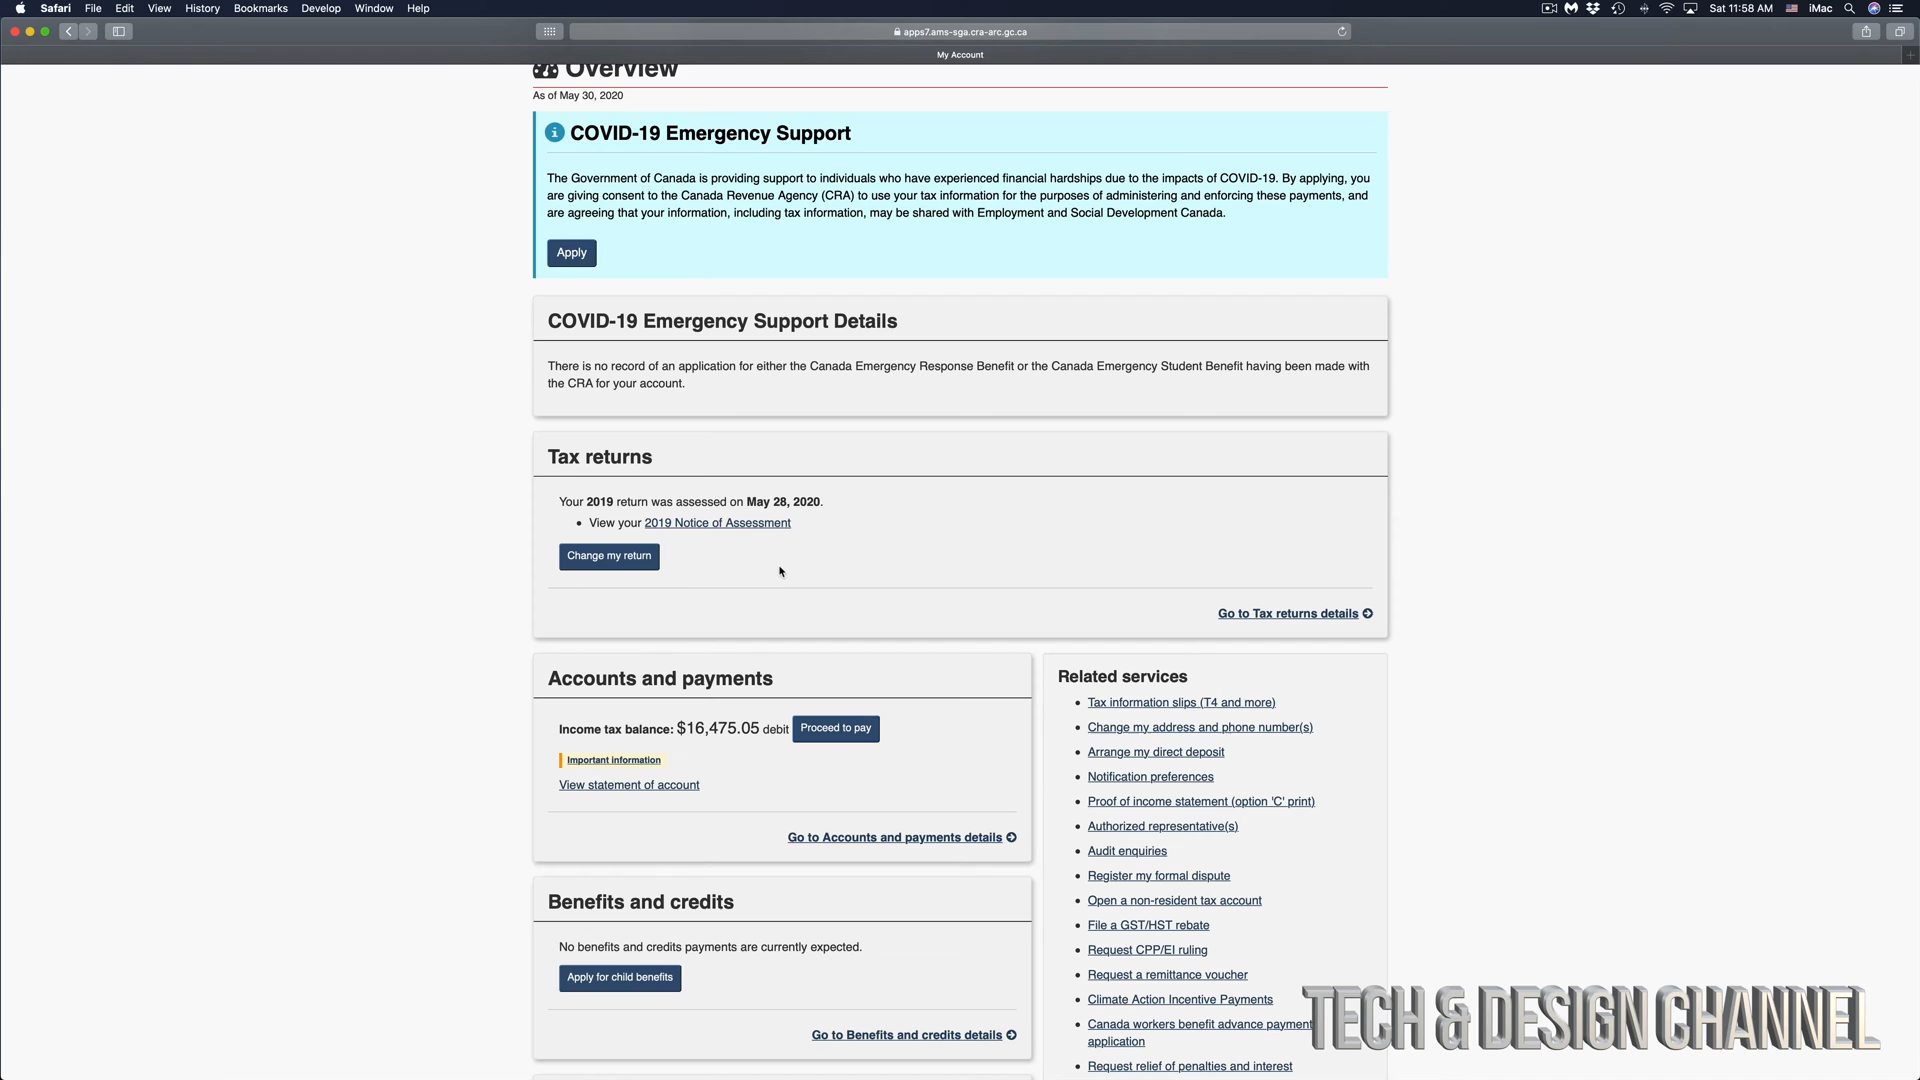 Safari File Edit View History Bookmarks Develop Window Help
Sat 11:58 AM iMac
apps7.ams-sga.cra-arc.gc.ca
My Account
Overview
As of May 30, 2020
COVID-19 Emergency Support
The Government of Canada is providing support to individuals who have experienced financial hardships due to the impacts of COVID-19. By applying, you
are giving consent to the Canada Revenue Agency (CRA) to use your tax information for the purposes of administering and enforcing these payments, and
are agreeing that your information, including tax information, may be shared with Employment and Social Development Canada.
Apply
COVID-19 Emergency Support Details
There is no record of an application for either the Canada Emergency Response Benefit or the Canada Emergency Student Benefit having been made with
the CRA for your account.
Tax returns
Your 2019 return was assessed on May 28, 2020.
• View your 2019 Notice of Assessment
Change my return
Go to Tax returns details
Accounts and payments
Income tax balance: $16,475.05 debit Proceed to pay
Important information
View statement of account
Go to Accounts and payments details
Benefits and credits
No benefits and credits payments are currently expected.
Apply for child benefits
Go to Benefits and credits details
Related services
• Tax information slips (T4 and more)
• Change my address and phone number(s)
• Arrange my direct deposit
• Notification preferences
• Proof of income statement (option 'C' print)
• Authorized representative(s)
• Audit enquiries
• Register my formal dispute
• Open a non-resident tax account
• File a GST/HST rebate
• Request CPP/EI ruling
• Request a remittance voucher
• Climate Action Incentive Payments
• Canada workers benefit advance payment
application
• Request relief of penalties and interest
TECH & DESIGN CHANNEL